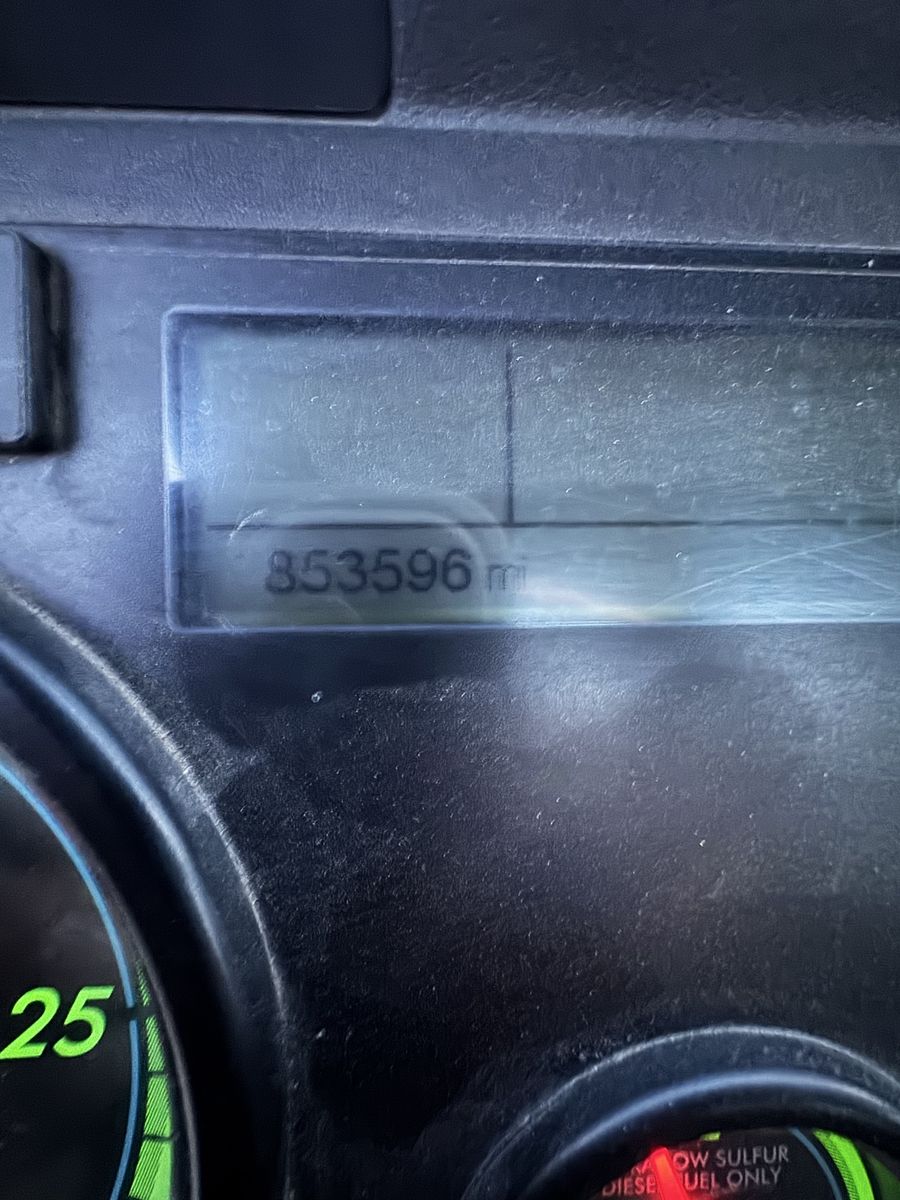 853596 mi
25
OW SULFUR
DIESE UEL ONLY